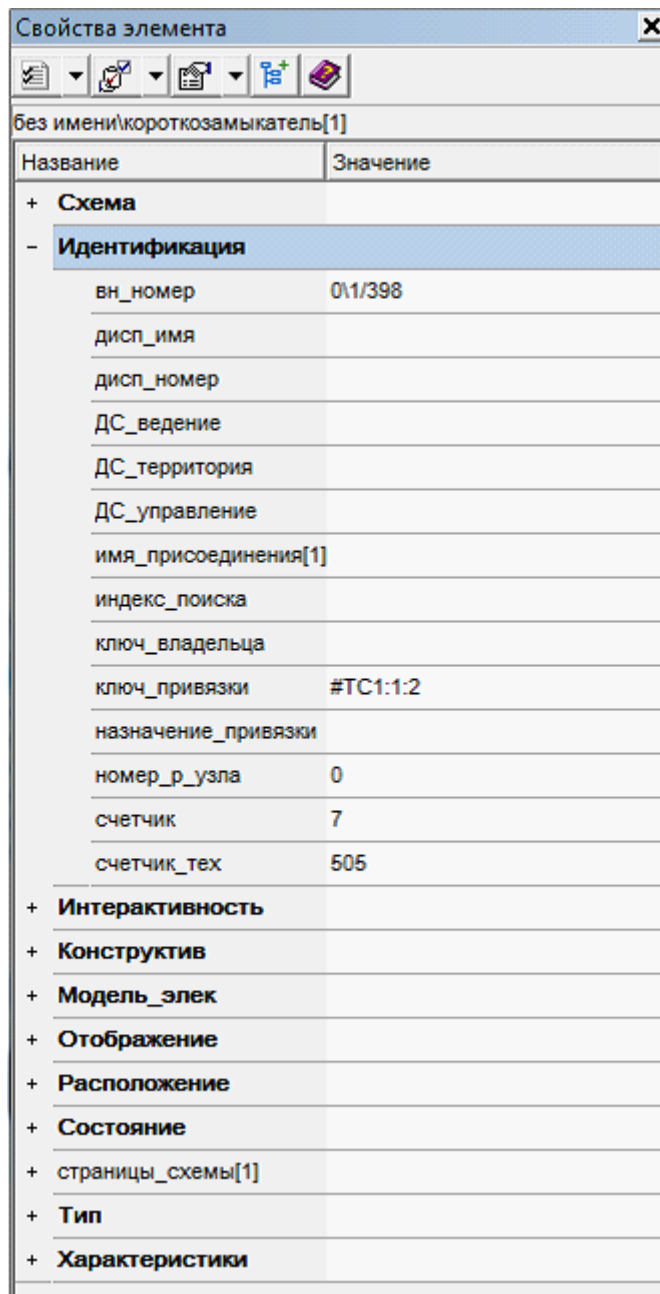 Свойства элемента
без имени\короткозамыкатель[1]
Название Значение
+ Схема
− Идентификация
вн_номер 0\1/398
дисп_имя
дисп_номер
ДС_ведение
ДС_территория
ДС_управление
имя_присоединения[1]
индекс_поиска
ключ_владельца
ключ_привязки #ТС1:1:2
назначение_привязки
номер_р_узла 0
счетчик 7
счетчик_тех 505
+ Интерактивность
+ Конструктив
+ Модель_элек
+ Отображение
+ Расположение
+ Состояние
+ страницы_схемы[1]
+ Тип
+ Характеристики